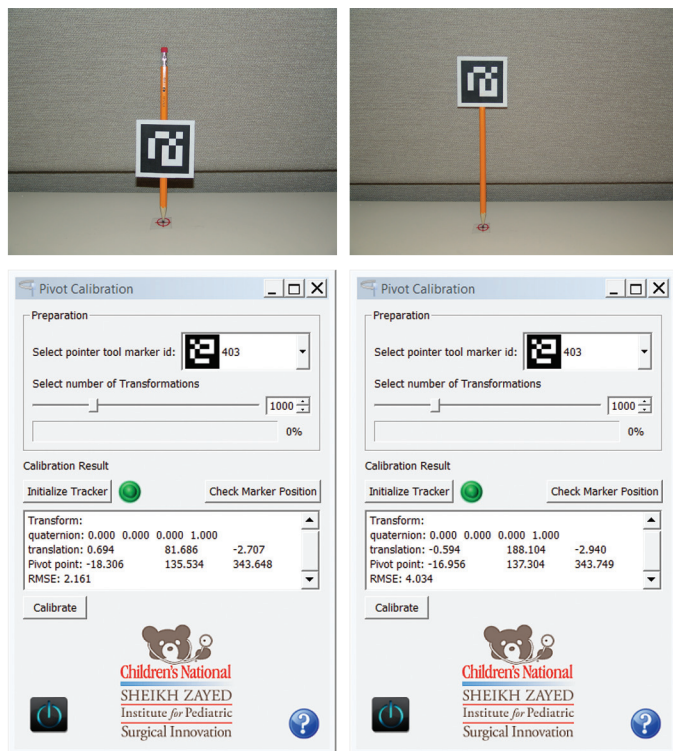 Pivot Calibration
Preparation
Select pointer tool marker id: 403
Select number of Transformations
1000
0%
Calibration Result
Initialize Tracker Check Marker Position
Transform:
quaternion: 0.000 0.000 0.000 1.000
translation: 0.694 81.686 -2.707
Pivot point: -18.306 135.534 343.648
RMSE: 2.161
Calibrate
Children's National
SHEIKH ZAYED
Institute for Pediatric
Surgical Innovation
?
Pivot Calibration
Preparation
Select pointer tool marker id: 403
Select number of Transformations
1000
0%
Calibration Result
Initialize Tracker Check Marker Position
Transform:
quaternion: 0.000 0.000 0.000 1.000
translation: -0.594 188.104 -2.940
Pivot point: -16.956 137.304 343.749
RMSE: 4.034
Calibrate
Children's National
SHEIKH ZAYED
Institute for Pediatric
Surgical Innovation
?